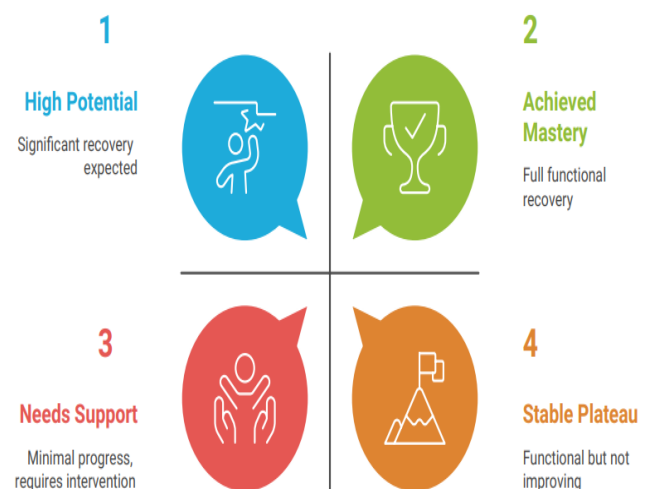 1
High Potential
Significant recovery
expected
2
Achieved
Mastery
Full functional
recovery
3
Needs Support
Minimal progress,
requires intervention
4
Stable Plateau
Functional but not
improving